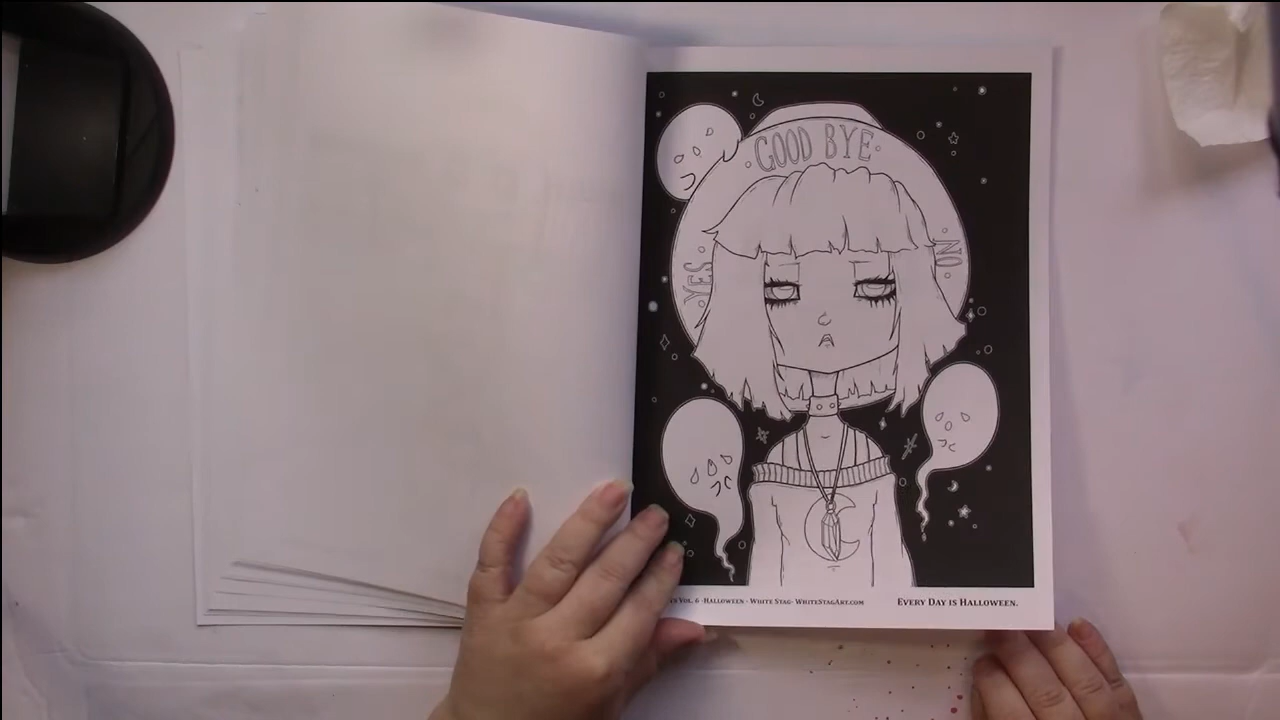 GOOD BYE
YES
NO
VOL. 6 · HALLOWEEN · WHITE STAG · WHITESTAGART.COM
EVERY DAY IS HALLOWEEN.